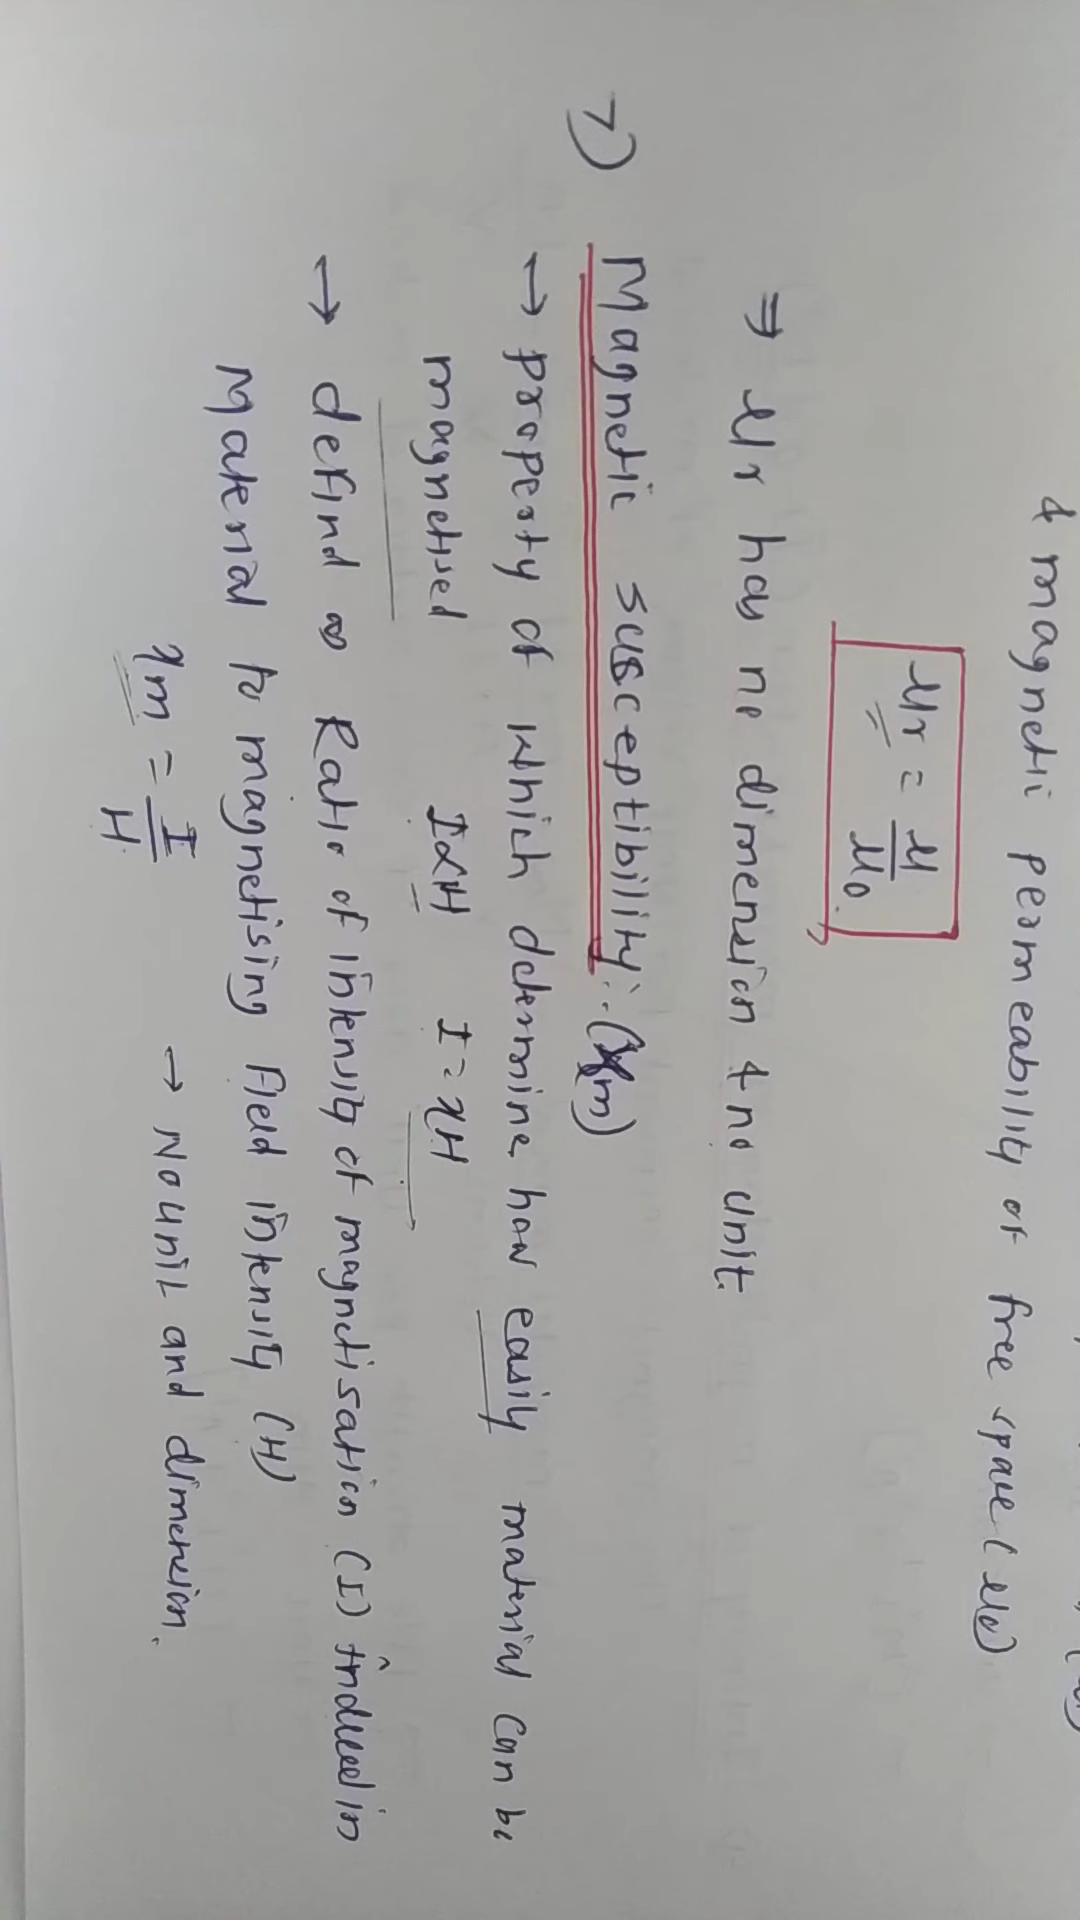 & magnetic permeability of free space (μ0)
μr = μ/μ0
⇒ μr has no dimension & no unit.
7) Magnetic susceptibility:- (χm)
→ property of which determine how easily material can be
magnetised I∝H I=χH
→ defind as Ratio of intensity of magnetisation (I) induced in
Material to magnetising field intensity (H)
χm = I/H → No unit and dimension.